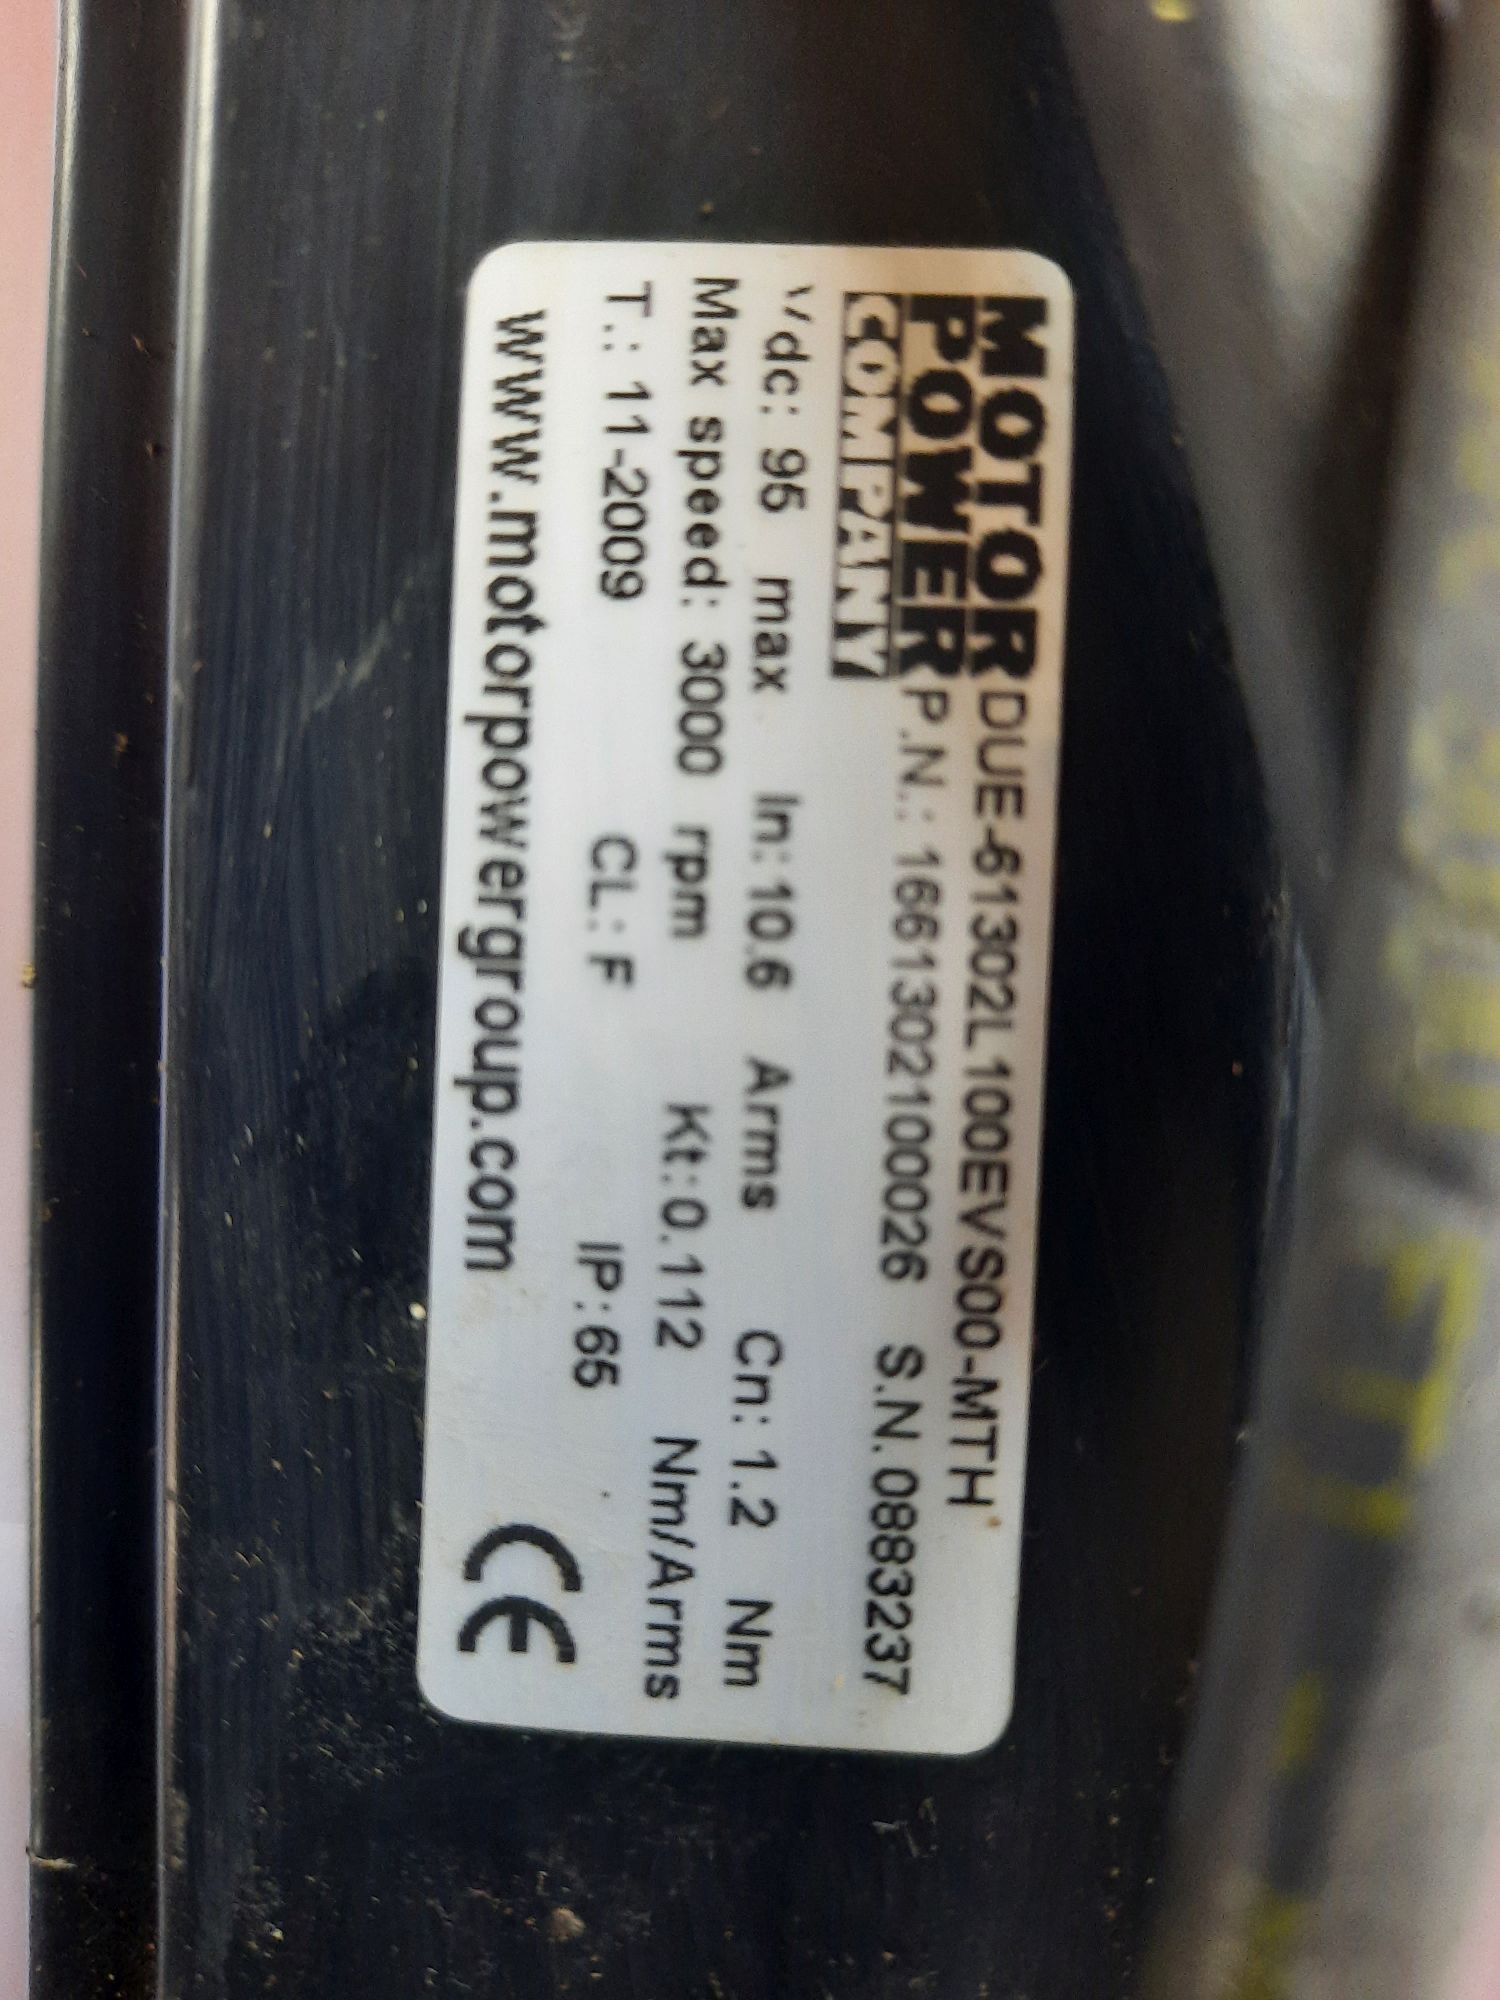 MOTOR DUE-61302L100EVS00-MTH
POWER P.N.: 1661302100026 S.N. 0883237
COMPANY
Vdc: 95 max In: 10.6 Arms Cn: 1.2 Nm
Max speed: 3000 rpm Kt: 0.112 Nm/Arms
T.: 11-2009 CL: F IP: 65
www.motorpowergroup.com CE